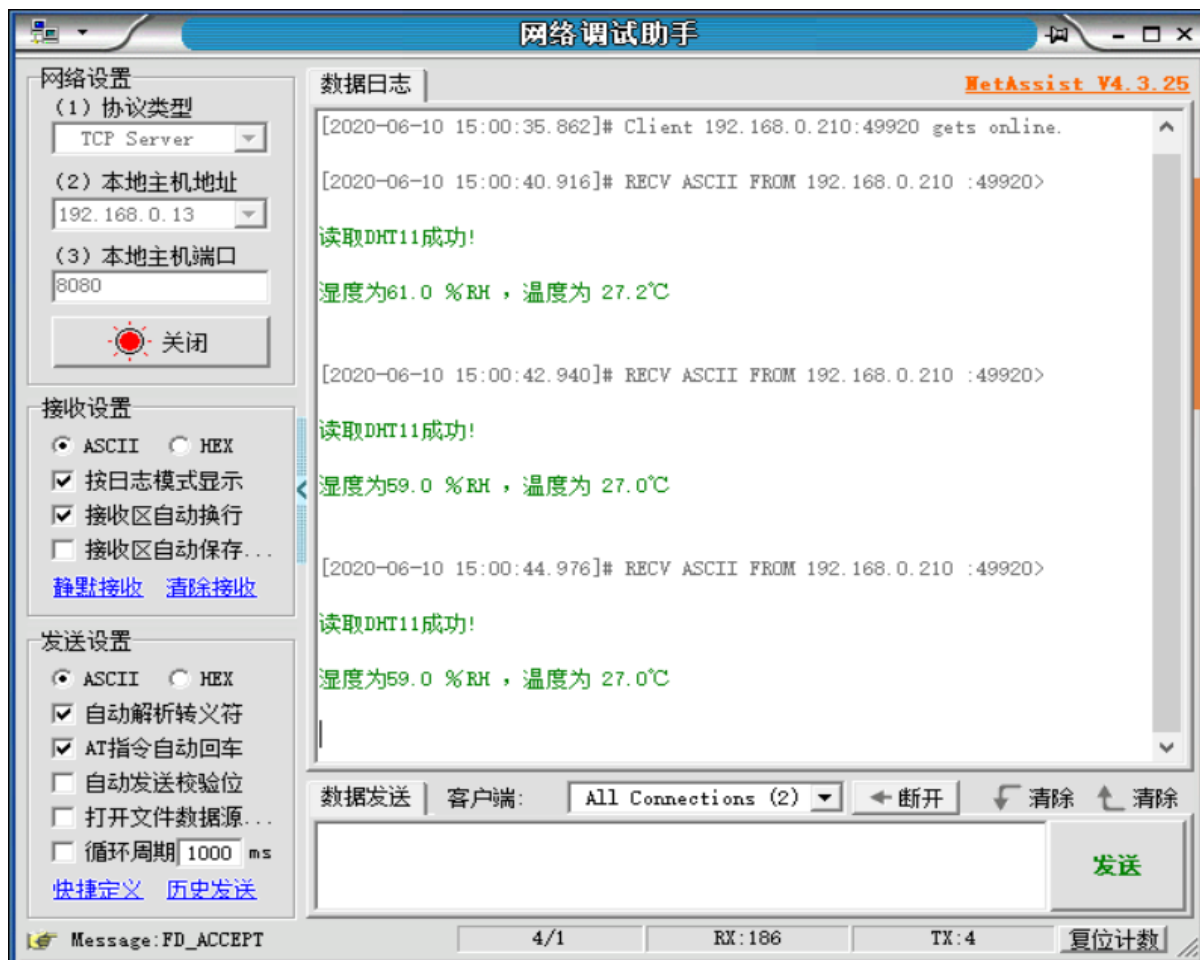 网络调试助手
网络设置
(1) 协议类型
TCP Server
(2) 本地主机地址
192.168.0.13
(3) 本地主机端口
8080
关闭
接收设置
ASCII HEX
按日志模式显示
接收区自动换行
接收区自动保存...
静默接收 清除接收
发送设置
ASCII HEX
自动解析转义符
AT指令自动回车
自动发送校验位
打开文件数据源...
循环周期 1000 ms
快捷定义 历史发送
数据日志
NetAssist V4.3.25
[2020-06-10 15:00:35.862]# Client 192.168.0.210:49920 gets online.
[2020-06-10 15:00:40.916]# RECV ASCII FROM 192.168.0.210 :49920>
读取DHT11成功!
湿度为61.0 %RH ，温度为 27.2℃
[2020-06-10 15:00:42.940]# RECV ASCII FROM 192.168.0.210 :49920>
读取DHT11成功!
湿度为59.0 %RH ，温度为 27.0℃
[2020-06-10 15:00:44.976]# RECV ASCII FROM 192.168.0.210 :49920>
读取DHT11成功!
湿度为59.0 %RH ，温度为 27.0℃
数据发送 客户端: All Connections (2) 断开 清除 清除
发送
Message:FD_ACCEPT 4/1 RX:186 TX:4 复位计数